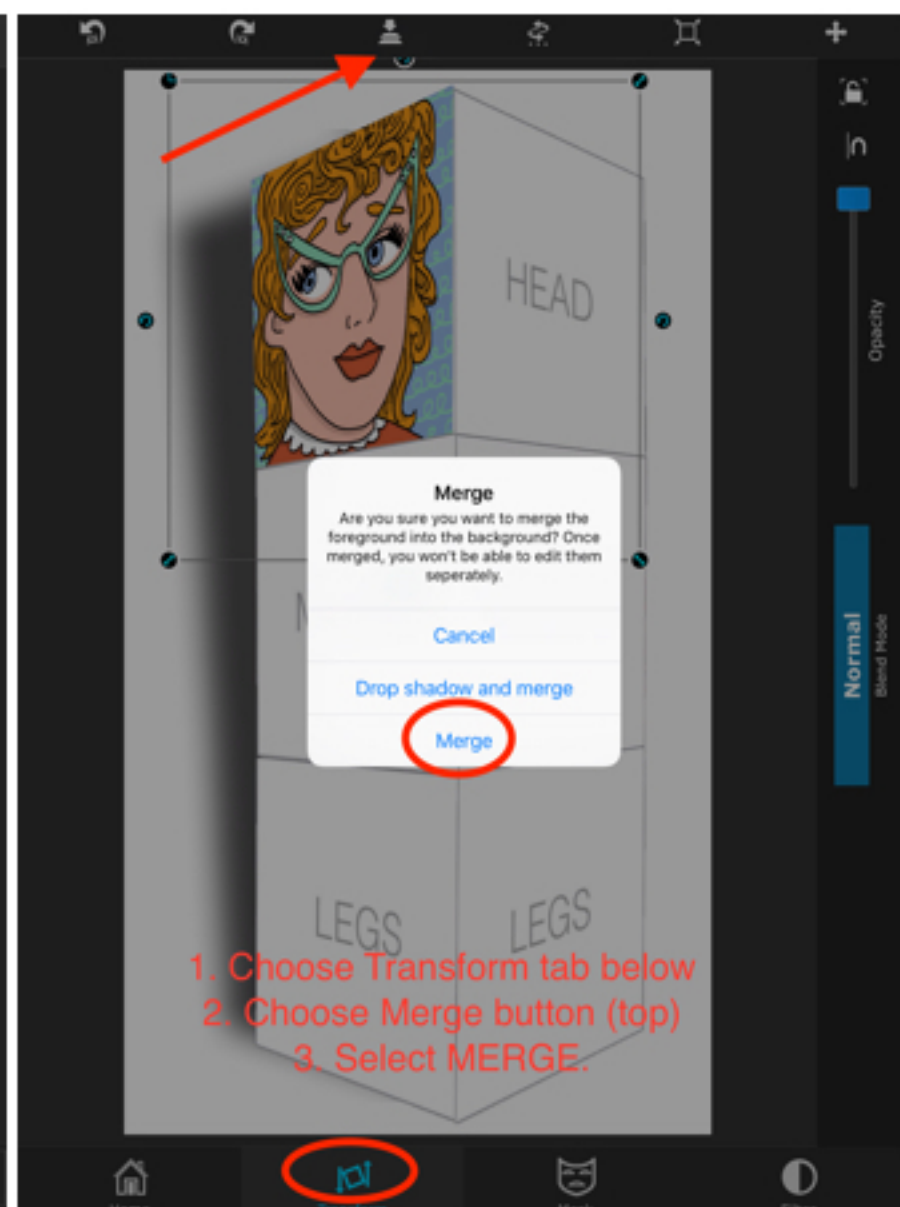 HEAD
Opacity
Merge
Are you sure you want to merge the
foreground into the background? Once
merged, you won't be able to edit them
seperately.
Cancel
Drop shadow and merge
Merge
Normal
Blend Mode
LEGS LEGS
1. Choose Transform tab below
2. Choose Merge button (top)
3. Select MERGE.